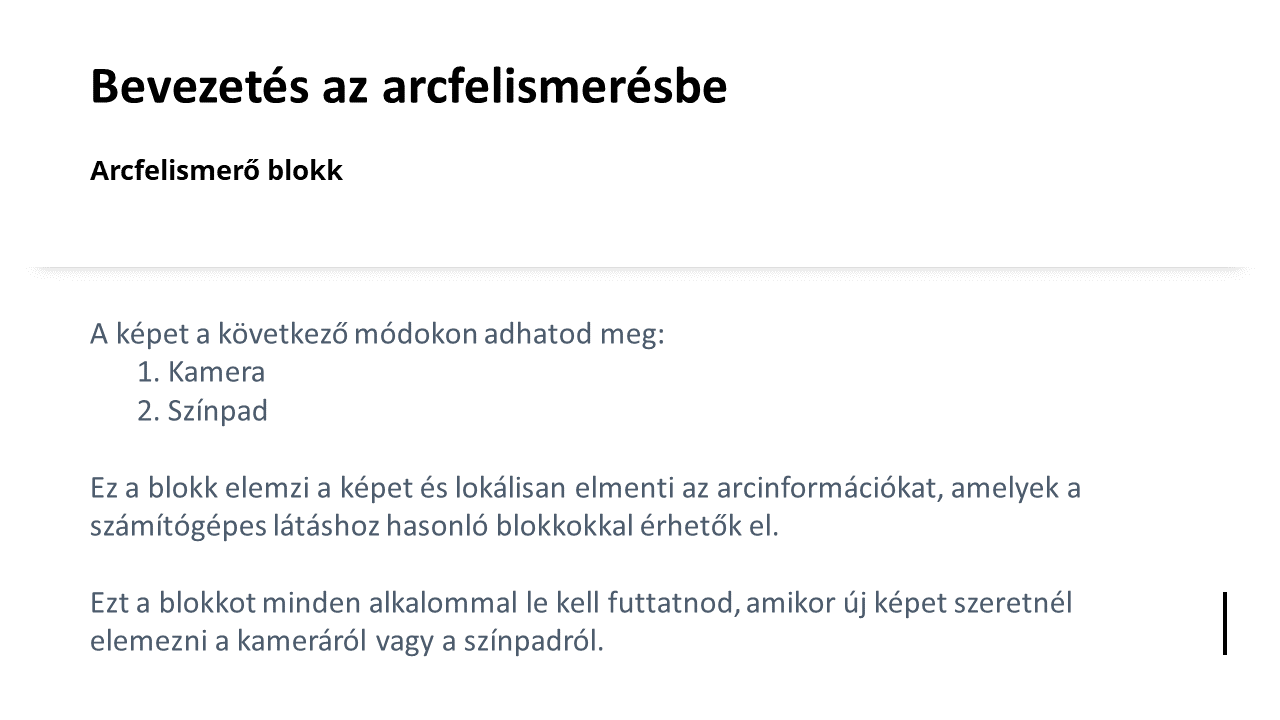 Bevezetés az arcfelismerésbe
Arcfelismerő blokk
A képet a következő módokon adhatod meg:
1. Kamera
2. Színpad
Ez a blokk elemzi a képet és lokálisan elmenti az arcinformációkat, amelyek a
számítógépes látáshoz hasonló blokkokkal érhetők el.
Ezt a blokkot minden alkalommal le kell futtatnod, amikor új képet szeretnél
elemezni a kameráról vagy a színpadról.